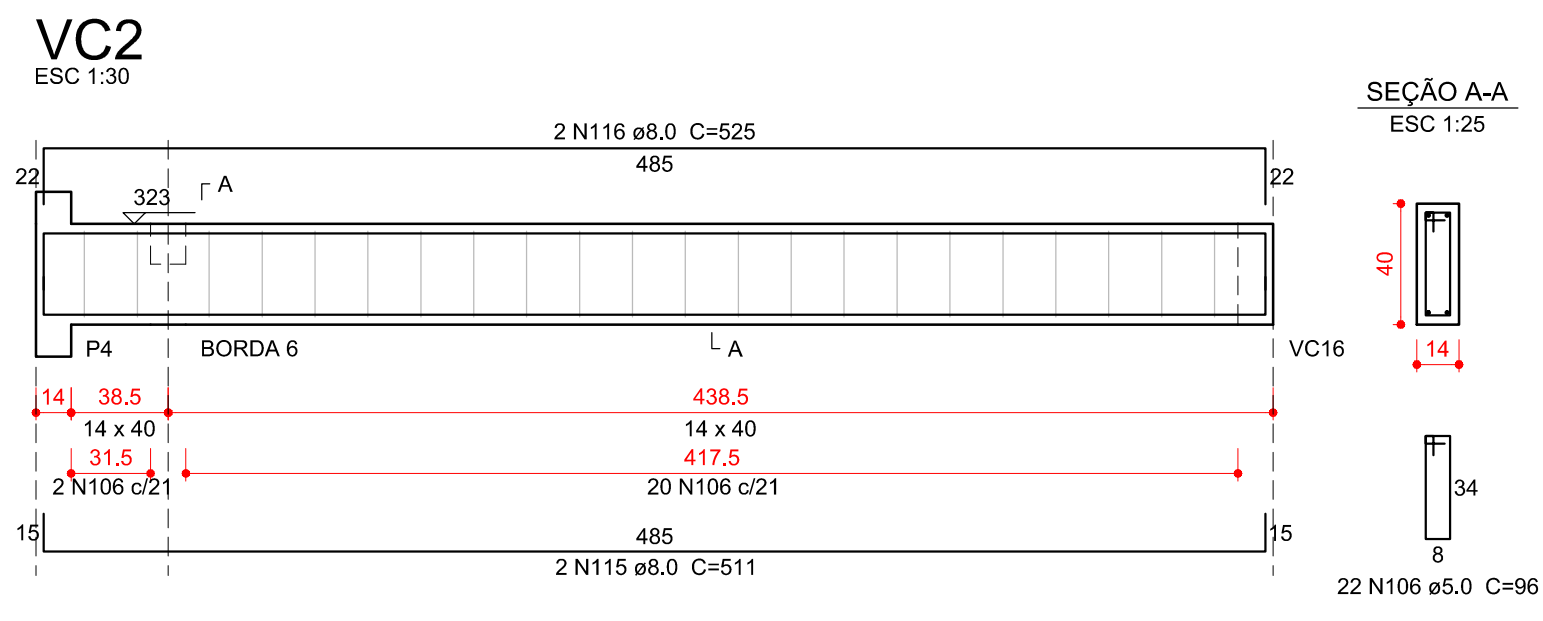 VC2
ESC 1:30
SEÇÃO A-A
ESC 1:25
2 N116 ø8.0 C=525
485
22
22
323
A
40
14
P4
BORDA 6
A
VC16
14
38.5
438.5
14 x 40
14 x 40
31.5
417.5
2 N106 c/21
20 N106 c/21
34
8
22 N106 ø5.0 C=96
15
485
15
2 N115 ø8.0 C=511